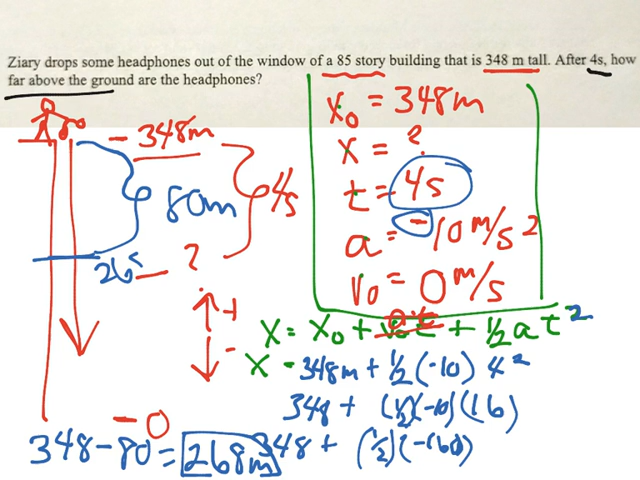 Ziary drops some headphones out of the window of a 85 story building that is 348 m tall. After 4s, how
far above the ground are the headphones?
x₀ = 348m
x = ?
t = 4s
a = -10 m/s²
v₀ = 0 m/s
- 348m
80m
4s
268 - ?
↑+
↓-
- 0
x = x₀ + v₀t + ½at²
x - 348m + ½(-10) 4²
348 + (½)(-10)(16)
348 + (½)(-160)
348-80=268m